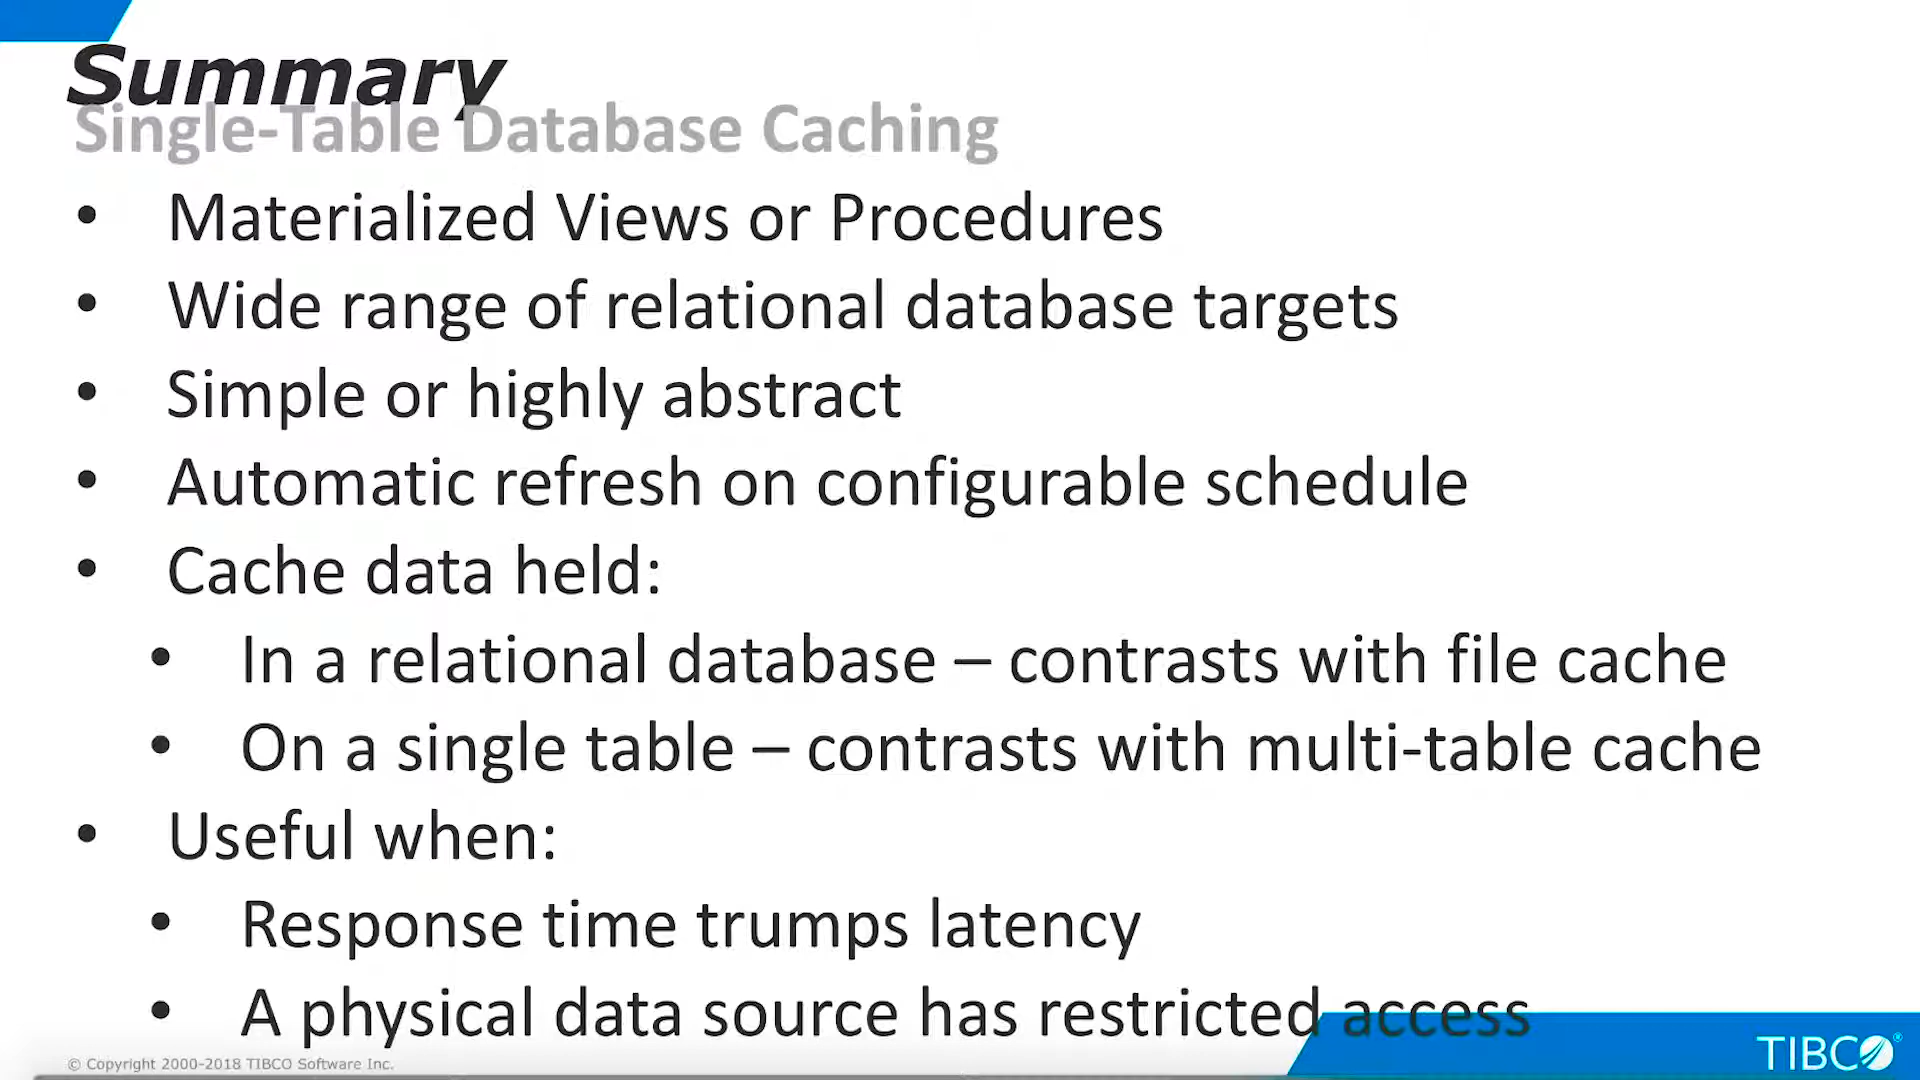 Summary
Single-Table Database Caching
• Materialized Views or Procedures
• Wide range of relational database targets
• Simple or highly abstract
• Automatic refresh on configurable schedule
• Cache data held:
• In a relational database – contrasts with file cache
• On a single table – contrasts with multi-table cache
• Useful when:
• Response time trumps latency
• A physical data source has restricted access
© Copyright 2000-2018 TIBCO Software Inc.
TIBCO®